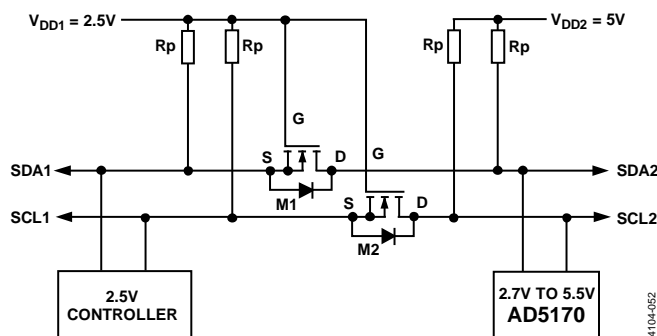 VDD1 = 2.5V
Rp
Rp
Rp
Rp
VDD2 = 5V
G
S
D
G
SDA1
SDA2
M1
S
D
SCL1
SCL2
M2
2.5V
CONTROLLER
2.7V TO 5.5V
AD5170
4104-052